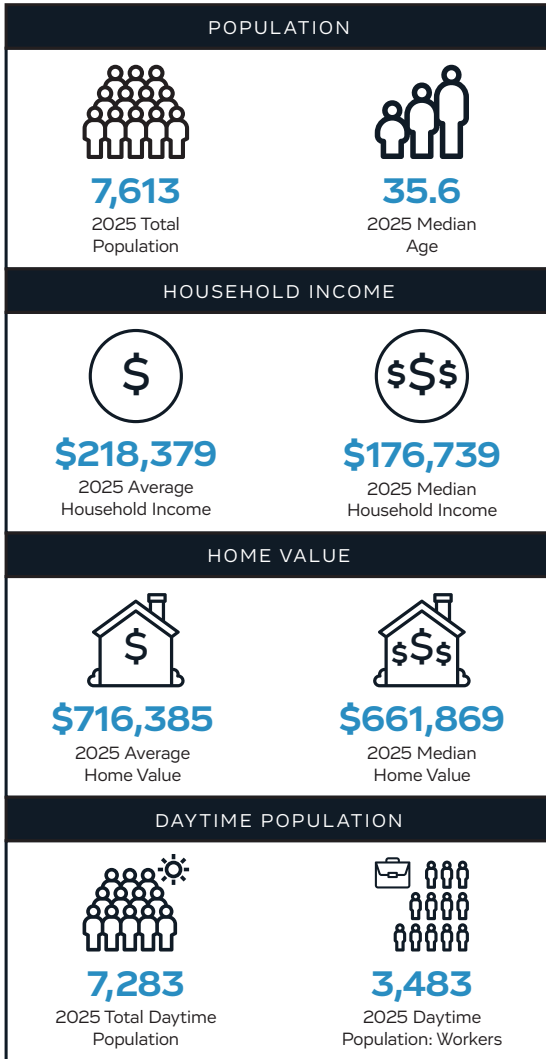 POPULATION
7,613
2025 Total
Population
35.6
2025 Median
Age
HOUSEHOLD INCOME
$
$218,379
2025 Average
Household Income
$$$
$176,739
2025 Median
Household Income
HOME VALUE
$
$716,385
2025 Average
Home Value
$$$
$661,869
2025 Median
Home Value
DAYTIME POPULATION
7,283
2025 Total Daytime
Population
3,483
2025 Daytime
Population: Workers